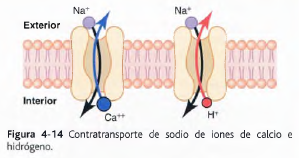 Na⁺ Na⁺
Exterior
Interior
Ca⁺⁺ H⁺
Figura 4-14 Contratransporte de sodio de iones de calcio e
hidrógeno.